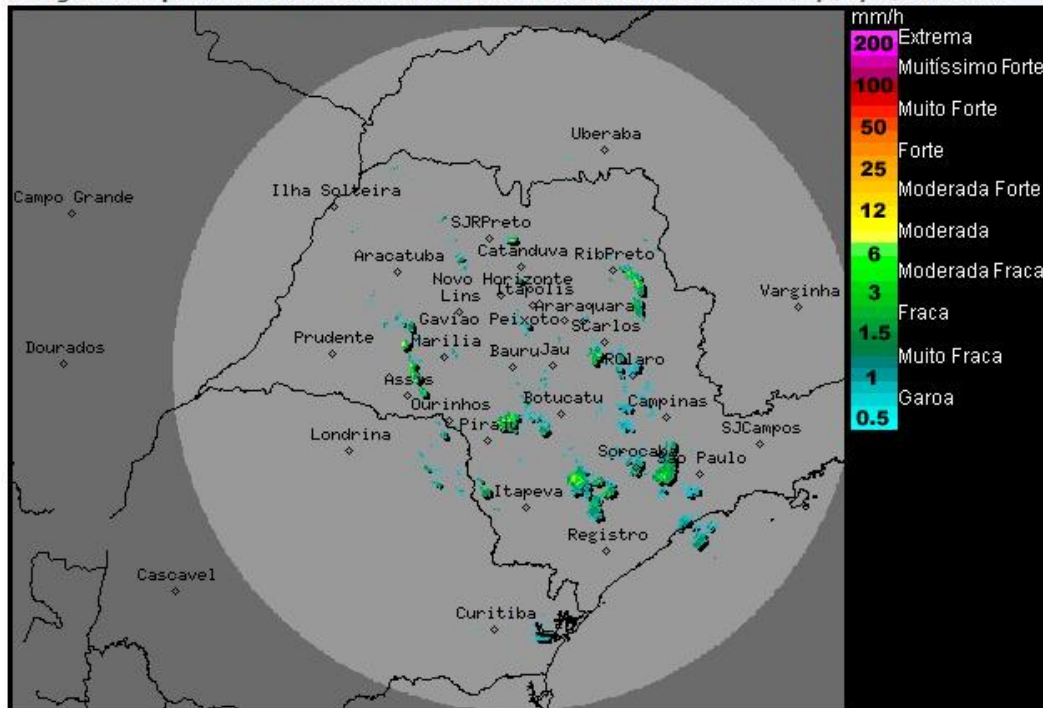 mm/h
200 Extrema
Muitíssimo Forte
100
Muito Forte
50
Forte
25
Moderada Forte
12
Moderada
6
Moderada Fraca
3
Fraca
1.5
Muito Fraca
1
Garoa
0.5
Uberaba
Ilha Solteira
Campo Grande
SJRPreto
Catanduva
RibPreto
Aracatuba
Novo Horizonte
Itapolis
Lins
Araraquara
Varginha
Gaviao Peixoto
SCarlos
Prudente
Marilia
Dourados
Bauru
Jau
RClaro
Assis
Ourinhos
Botucatu
Campinas
Piraju
SJCampos
Londrina
Sorocaba
Sao Paulo
Itapeva
Registro
Cascavel
Curitiba